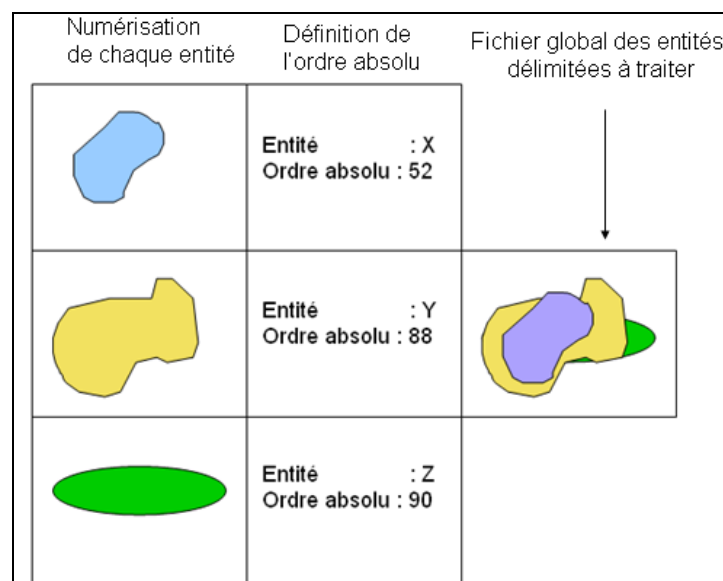 Numérisation
de chaque entité
Définition de
l'ordre absolu
Fichier global des entités
délimitées à traiter
Entité : X
Ordre absolu : 52
Entité : Y
Ordre absolu : 88
Entité : Z
Ordre absolu : 90